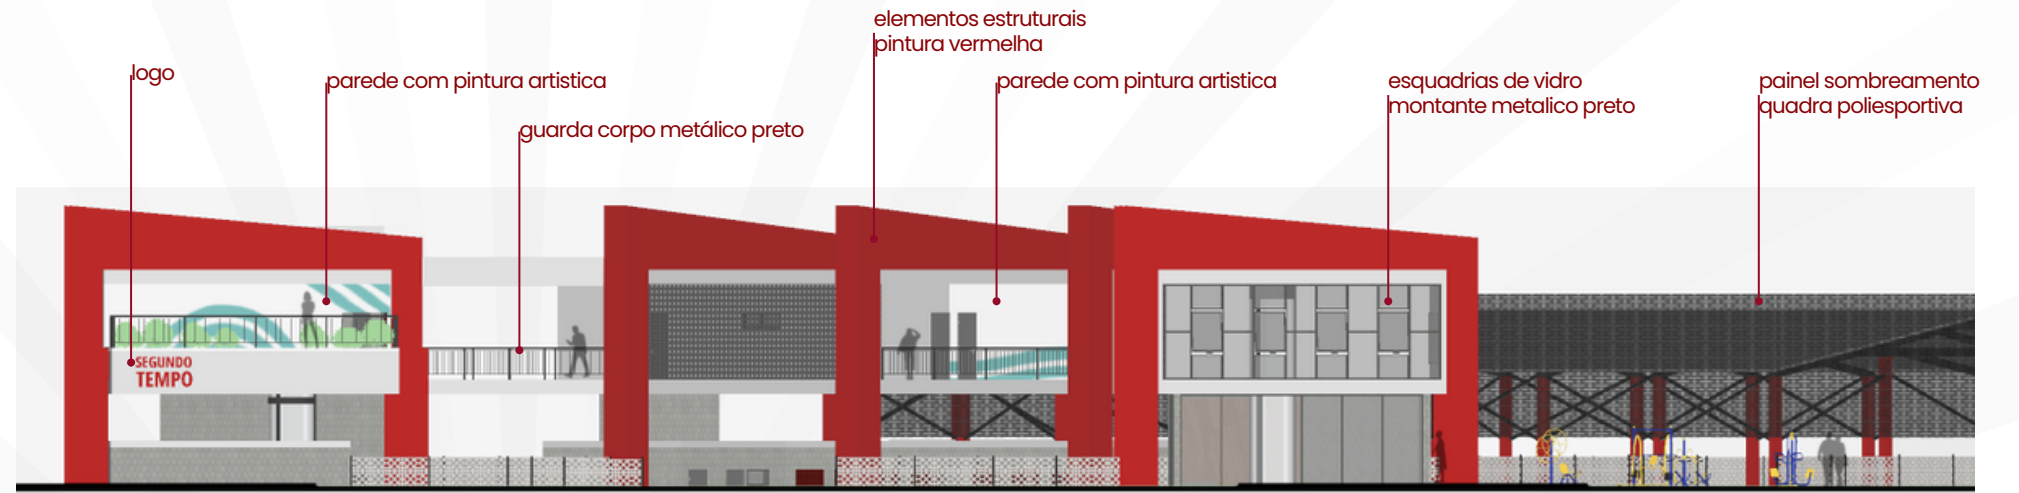 elementos estruturais
pintura vermelha
logo
parede com pintura artistica
parede com pintura artistica
esquadrias de vidro
montante metalico preto
painel sombreamento
quadra poliesportiva
guarda corpo metálico preto
SEGUNDO
TEMPO